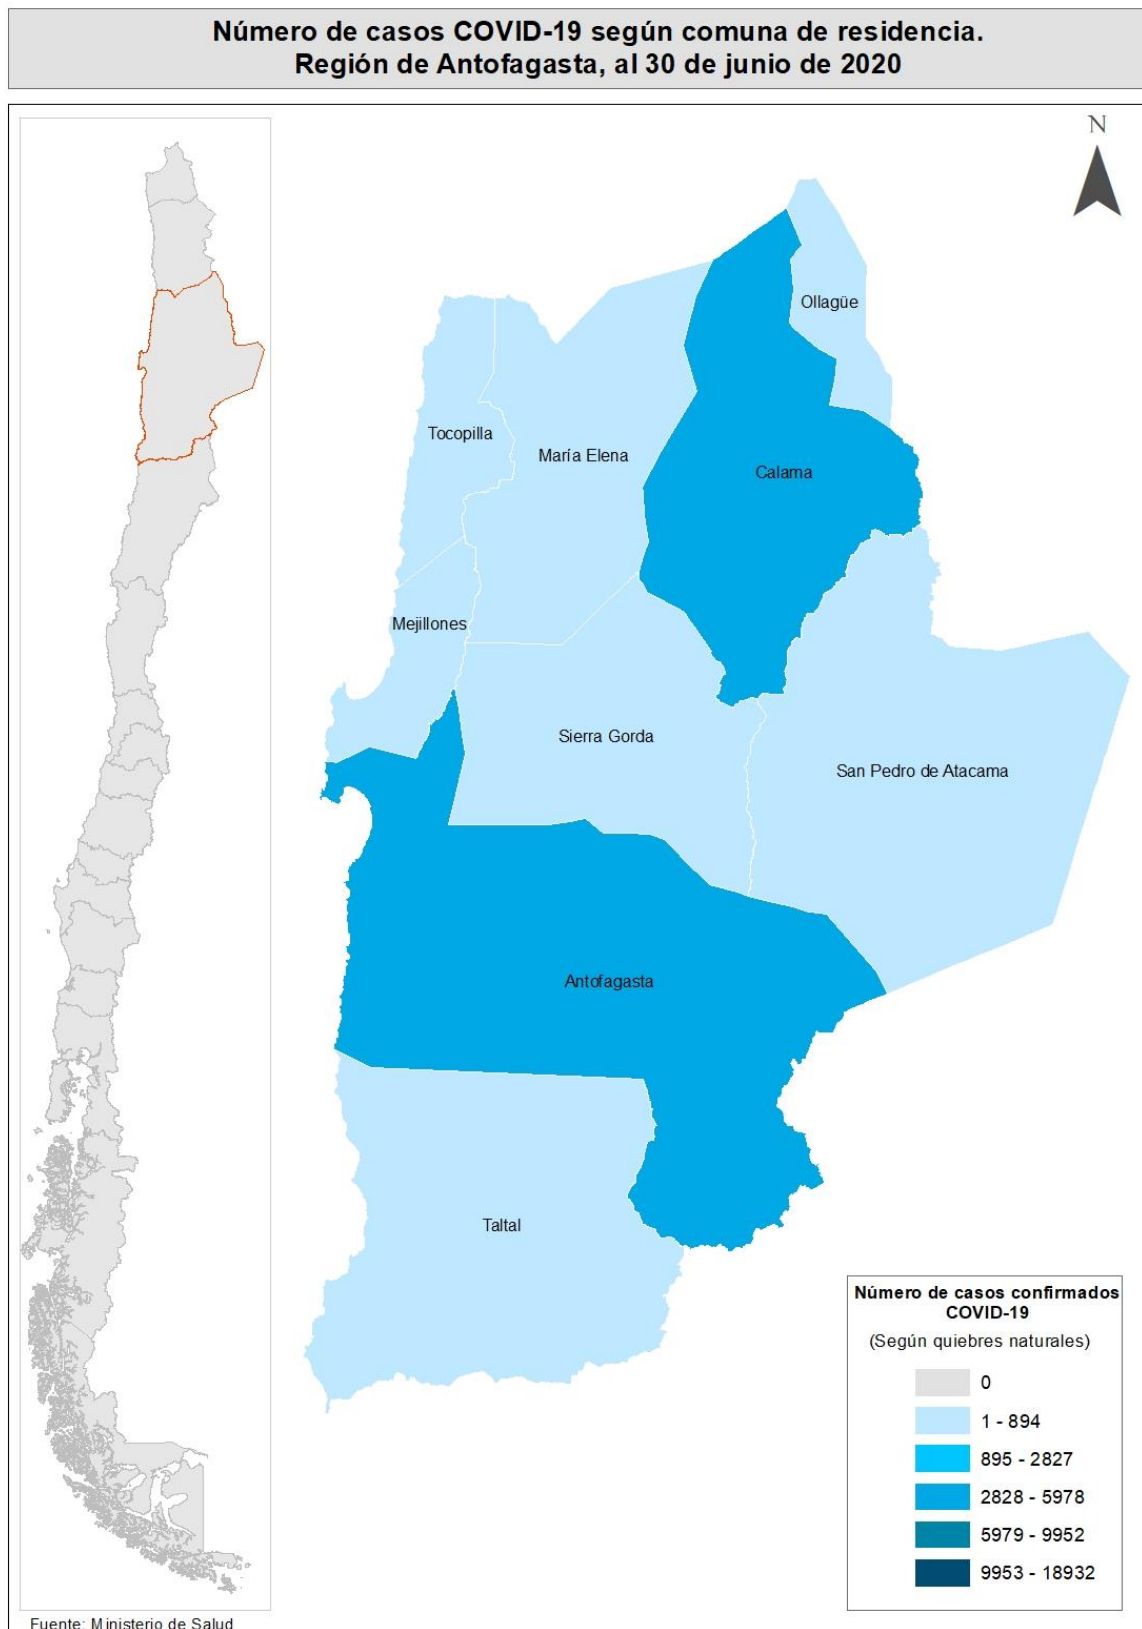 Número de casos COVID-19 según comuna de residencia.
Región de Antofagasta, al 30 de junio de 2020
N
Ollagüe
Tocopilla
María Elena
Calama
Mejillones
Sierra Gorda
San Pedro de Atacama
Antofagasta
Taltal
Número de casos confirmados
COVID-19
(Según quiebres naturales)
0
1 - 894
895 - 2827
2828 - 5978
5979 - 9952
9953 - 18932
Fuente: Ministerio de Salud